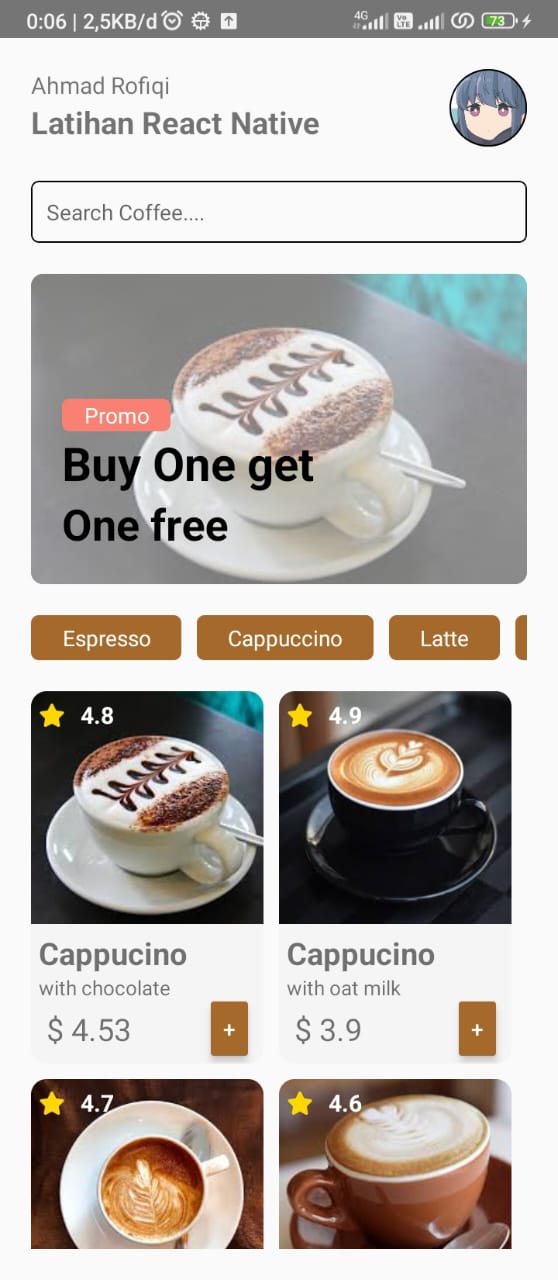 0:06 | 2,5KB/d
4G
Vo
LTE
73
Ahmad Rofiqi
Latihan React Native
Search Coffee....
Promo
Buy One get
One free
Espresso
Cappuccino
Latte
4.8
4.9
Cappucino
with chocolate
$ 4.53
+
Cappucino
with oat milk
$ 3.9
+
4.7
4.6